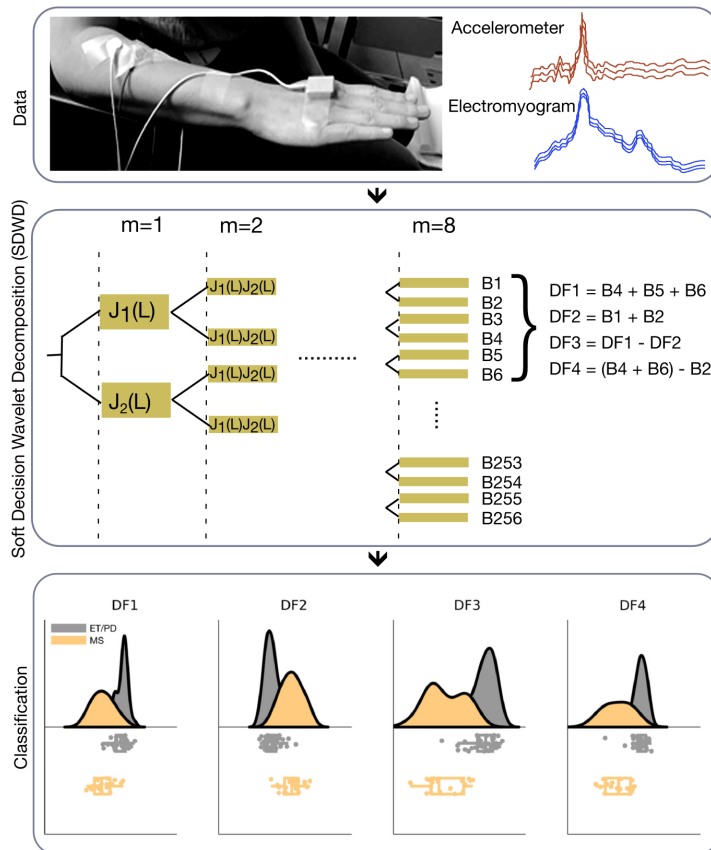 Data
Accelerometer
Electromyogram
Soft Decision Wavelet Decomposition (SDWD)
m=1
m=2
m=8
J1(L)
J2(L)
J1(L)J2(L)
J1(L)J2(L)
J1(L)J2(L)
J1(L)J2(L)
B1
B2
B3
B4
B5
B6
B253
B254
B255
B256
DF1 = B4 + B5 + B6
DF2 = B1 + B2
DF3 = DF1 - DF2
DF4 = (B4 + B6) - B2
Classification
DF1
DF2
DF3
DF4
ET/PD
MS